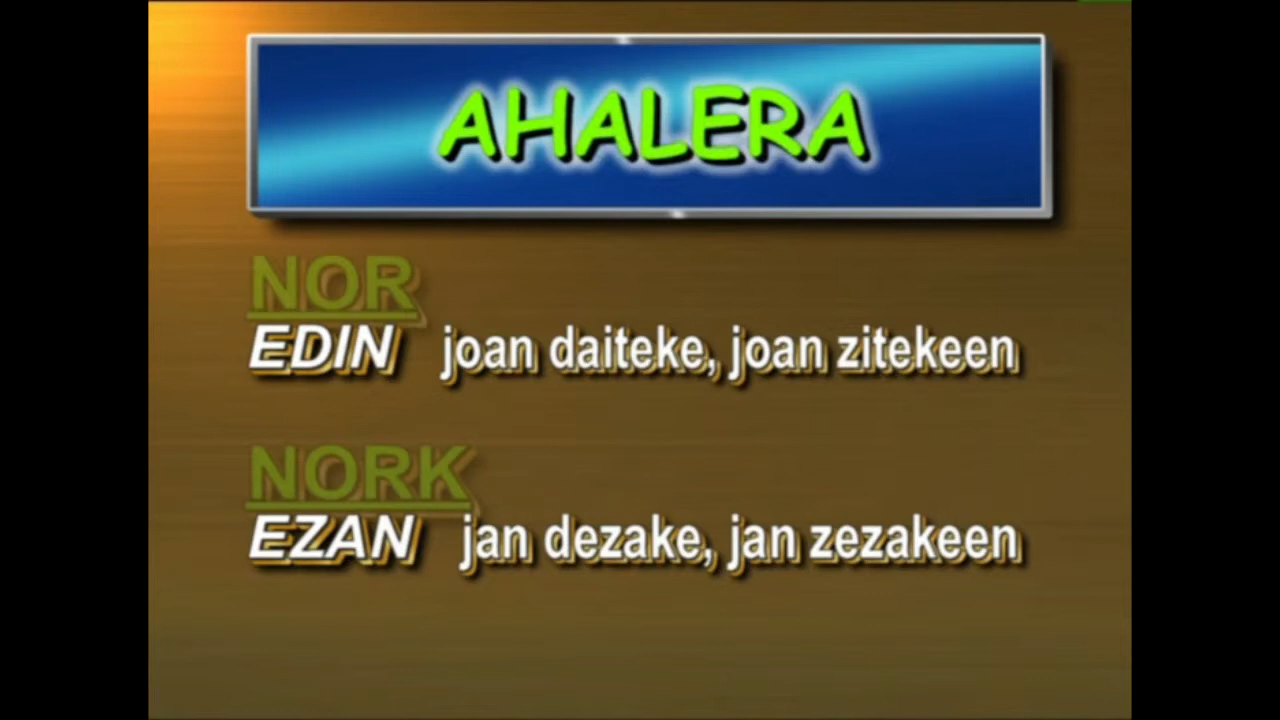 AHALERA
NOR
EDIN joan daiteke, joan zitekeen
NORK
EZAN jan dezake, jan zezakeen